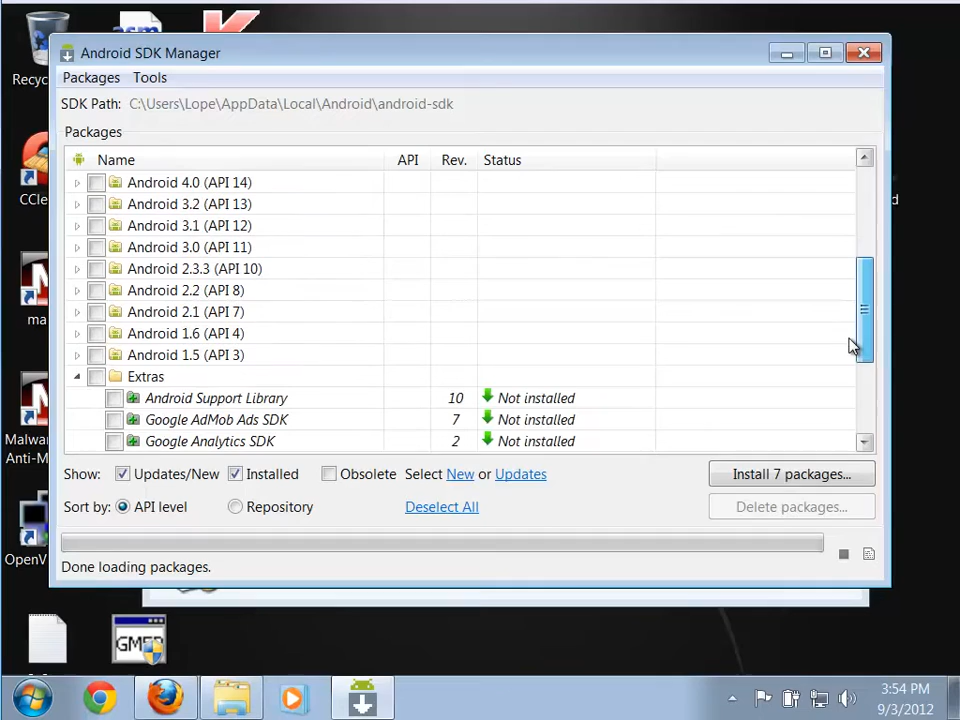 asm
Recyc
Android SDK Manager
Packages Tools
SDK Path: C:\Users\Lope\AppData\Local\Android\android-sdk
Packages
Name API Rev. Status
Android 4.0 (API 14)
Android 3.2 (API 13)
Android 3.1 (API 12)
Android 3.0 (API 11)
Android 2.3.3 (API 10)
Android 2.2 (API 8)
Android 2.1 (API 7)
Android 1.6 (API 4)
Android 1.5 (API 3)
Extras
Android Support Library 10 Not installed
Google AdMob Ads SDK 7 Not installed
Google Analytics SDK 2 Not installed
Show: Updates/New Installed Obsolete Select New or Updates Install 7 packages...
Sort by: API level Repository Deselect All Delete packages...
Done loading packages.
CCle
ma
Malwa
Anti-M
OpenV
GMER
3:54 PM
9/3/2012